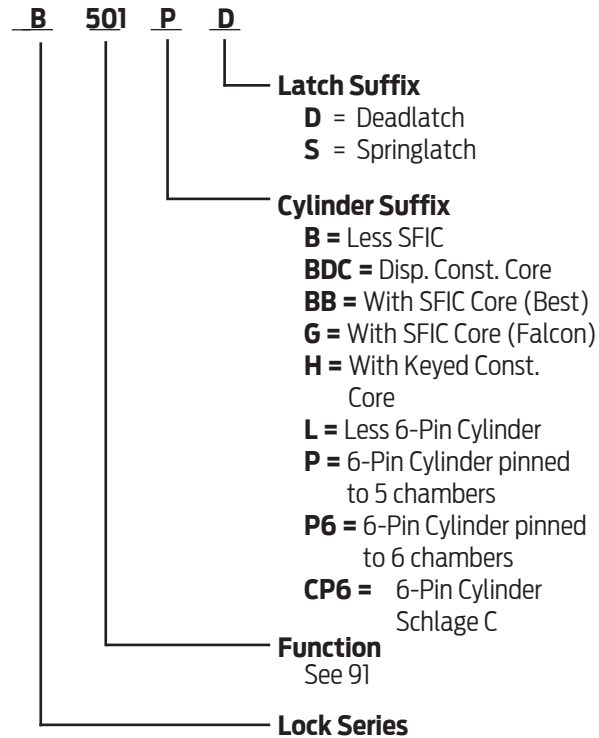 B 501 P D
Latch Suffix
D = Deadlatch
S = Springlatch
Cylinder Suffix
B = Less SFIC
BDC = Disp. Const. Core
BB = With SFIC Core (Best)
G = With SFIC Core (Falcon)
H = With Keyed Const.
Core
L = Less 6-Pin Cylinder
P = 6-Pin Cylinder pinned
to 5 chambers
P6 = 6-Pin Cylinder pinned
to 6 chambers
CP6 = 6-Pin Cylinder
Schlage C
Function
See 91
Lock Series